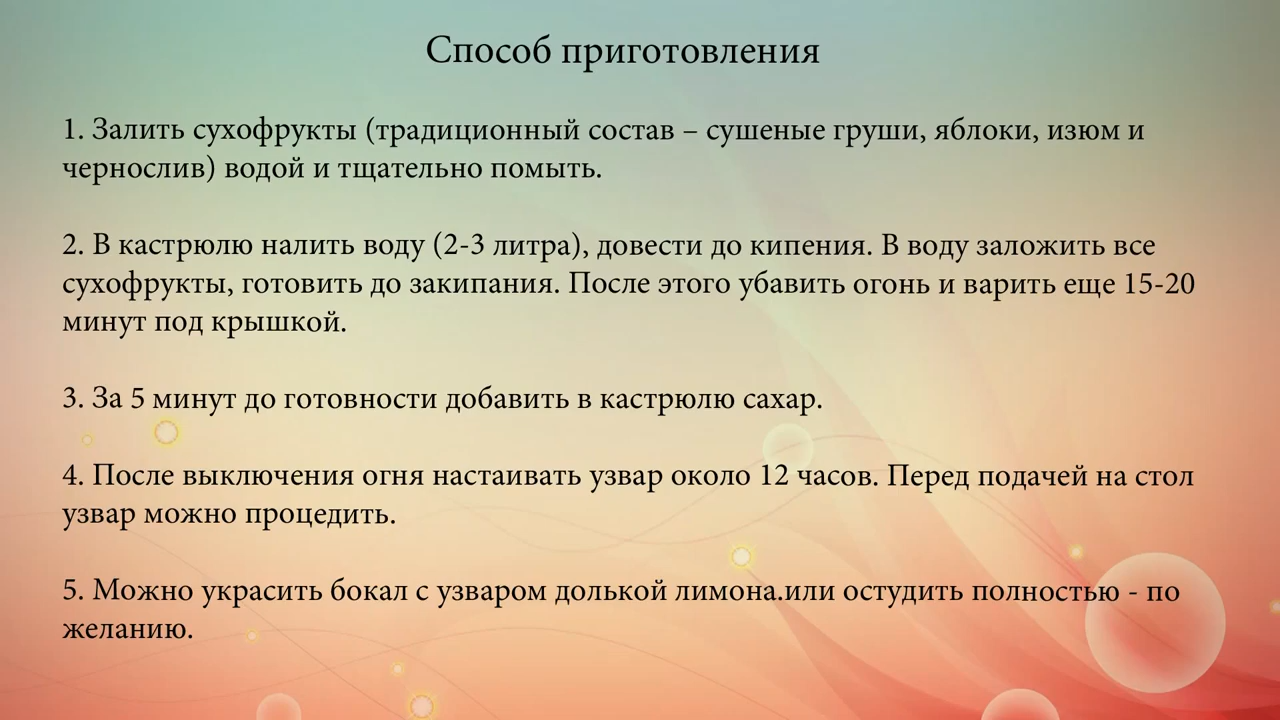 Способ приготовления
1. Залить сухофрукты (традиционный состав – сушеные груши, яблоки, изюм и
чернослив) водой и тщательно помыть.
2. В кастрюлю налить воду (2-3 литра), довести до кипения. В воду заложить все
сухофрукты, готовить до закипания. После этого убавить огонь и варить еще 15-20
минут под крышкой.
3. За 5 минут до готовности добавить в кастрюлю сахар.
4. После выключения огня настаивать узвар около 12 часов. Перед подачей на стол
узвар можно процедить.
5. Можно украсить бокал с узваром долькой лимона.или остудить полностью - по
желанию.